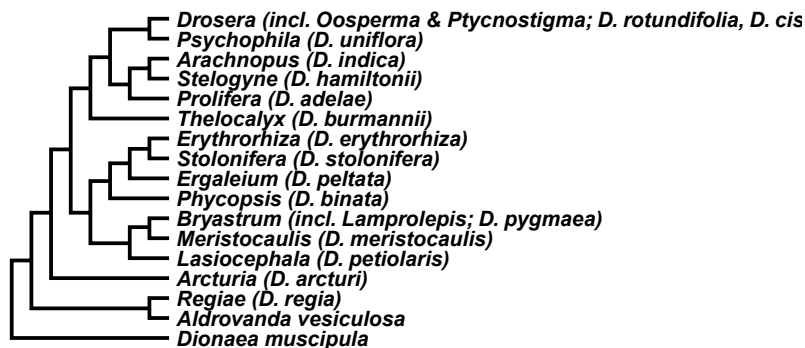 Drosera (incl. Oosperma & Ptycnostigma; D. rotundifolia, D. cis
Psychophila (D. uniflora)
Arachnopus (D. indica)
Stelogyne (D. hamiltonii)
Prolifera (D. adelae)
Thelocalyx (D. burmannii)
Erythrorhiza (D. erythrorhiza)
Stolonifera (D. stolonifera)
Ergaleium (D. peltata)
Phycopsis (D. binata)
Bryastrum (incl. Lamprolepis; D. pygmaea)
Meristocaulis (D. meristocaulis)
Lasiocephala (D. petiolaris)
Arcturia (D. arcturi)
Regiae (D. regia)
Aldrovanda vesiculosa
Dionaea muscipula